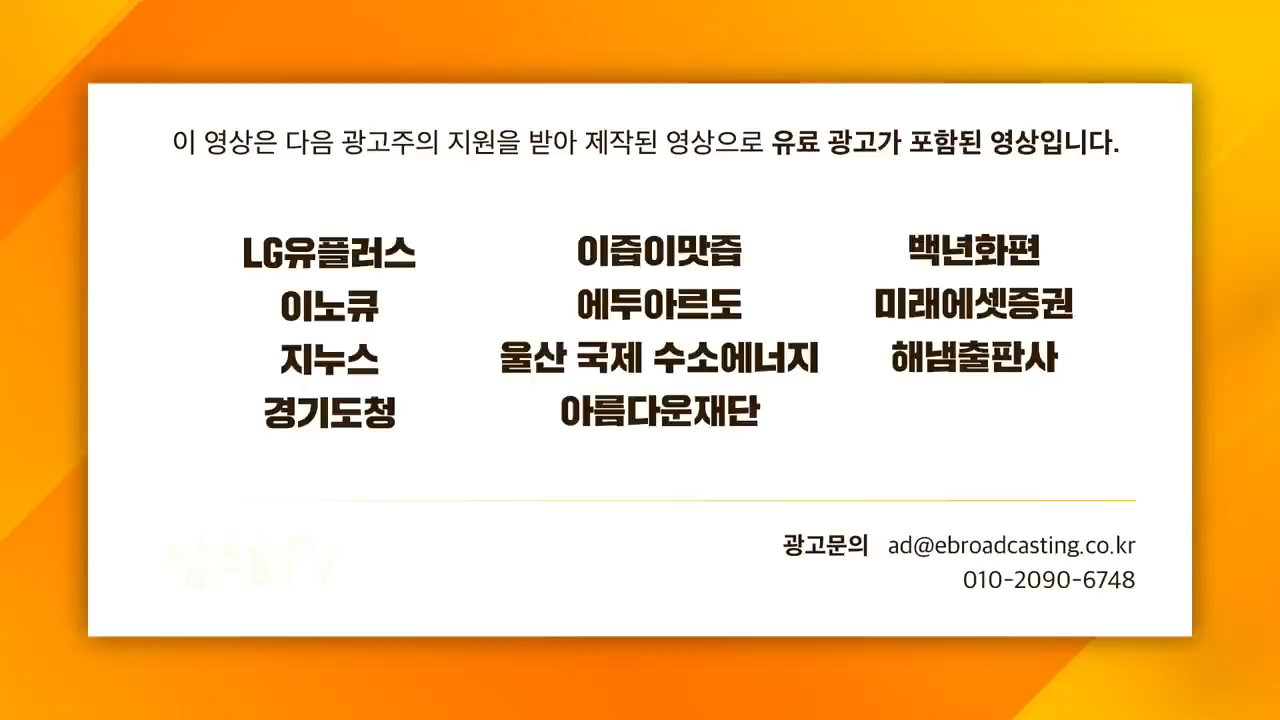 이 영상은 다음 광고주의 지원을 받아 제작된 영상으로 유료 광고가 포함된 영상입니다.
LG유플러스 이즙이맛즙 백년화편
이노큐 에두아르도 미래에셋증권
지누스 울산 국제 수소에너지 해냄출판사
경기도청 아름다운재단
광고문의 ad@ebroadcasting.co.kr
010-2090-6748